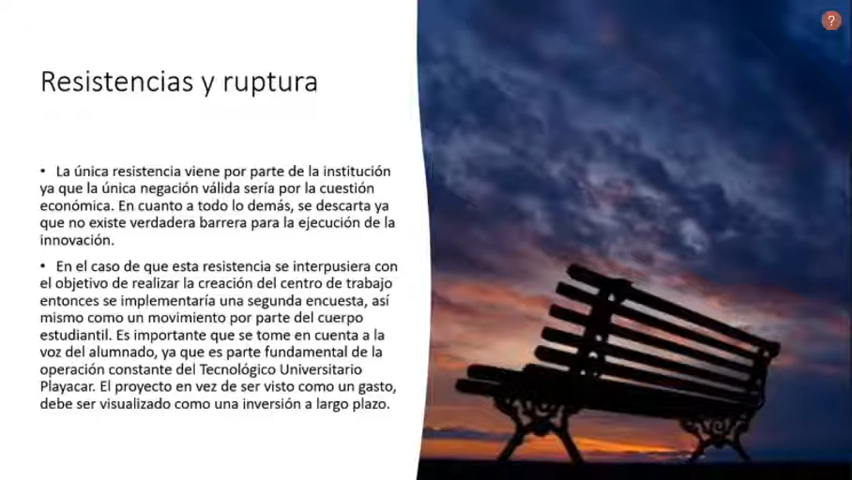 Resistencias y ruptura
• La única resistencia viene por parte de la institución
ya que la única negación válida sería por la cuestión
económica. En cuanto a todo lo demás, se descarta ya
que no existe verdadera barrera para la ejecución de la
innovación.
• En el caso de que esta resistencia se interpusiera con
el objetivo de realizar la creación del centro de trabajo
entonces se implementaría una segunda encuesta, así
mismo como un movimiento por parte del cuerpo
estudiantil. Es importante que se tome en cuenta a la
voz del alumnado, ya que es parte fundamental de la
operación constante del Tecnológico Universitario
Playacar. El proyecto en vez de ser visto como un gasto,
debe ser visualizado como una inversión a largo plazo.
?